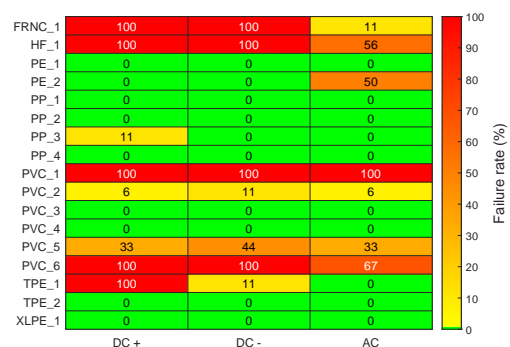 FRNC_1 100 100 11
HF_1 100 100 56
PE_1 0 0 0
PE_2 0 0 50
PP_1 0 0 0
PP_2 0 0 0
PP_3 11 0 0
PP_4 0 0 0
PVC_1 100 100 100
PVC_2 6 11 6
PVC_3 0 0 0
PVC_4 0 0 0
PVC_5 33 44 33
PVC_6 100 100 67
TPE_1 100 11 0
TPE_2 0 0 0
XLPE_1 0 0 0
DC + DC - AC
100
90
80
70
60
50
40
30
20
10
0
Failure rate (%)